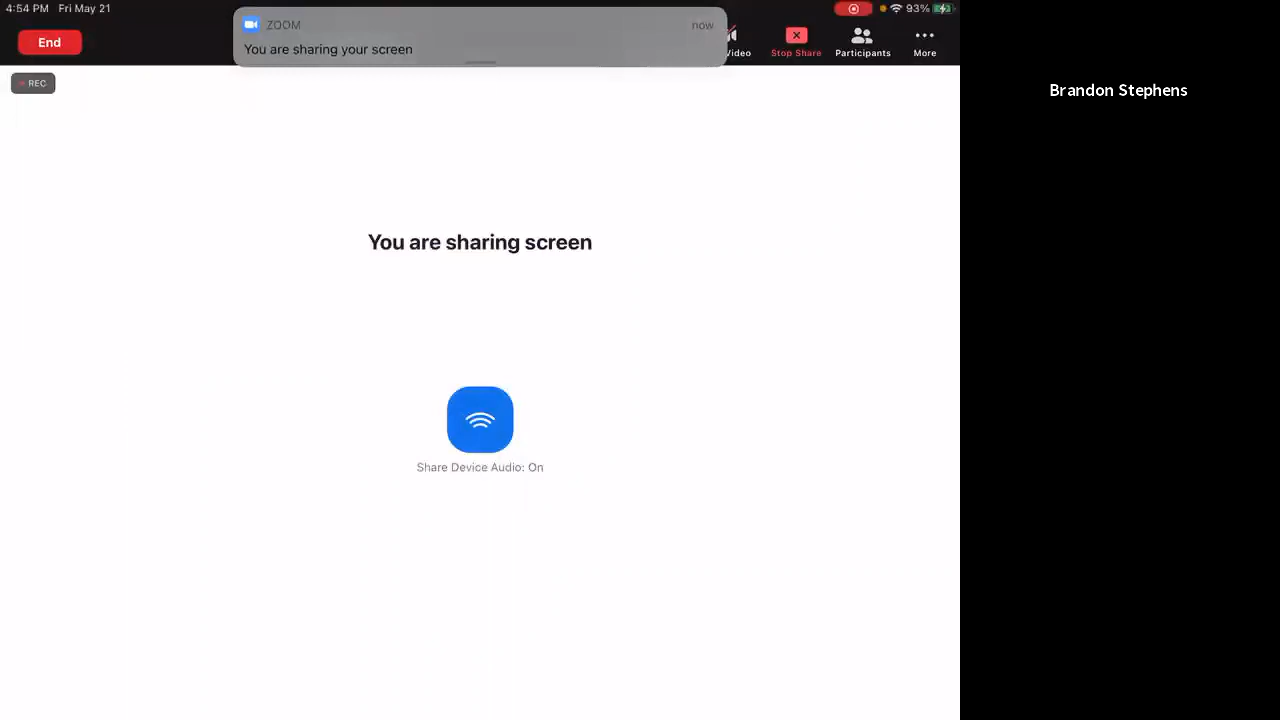 4:54 PM Fri May 21
93%
ZOOM now
You are sharing your screen
End
Video
Stop Share
Participants
More
REC
Brandon Stephens
You are sharing screen
Share Device Audio: On